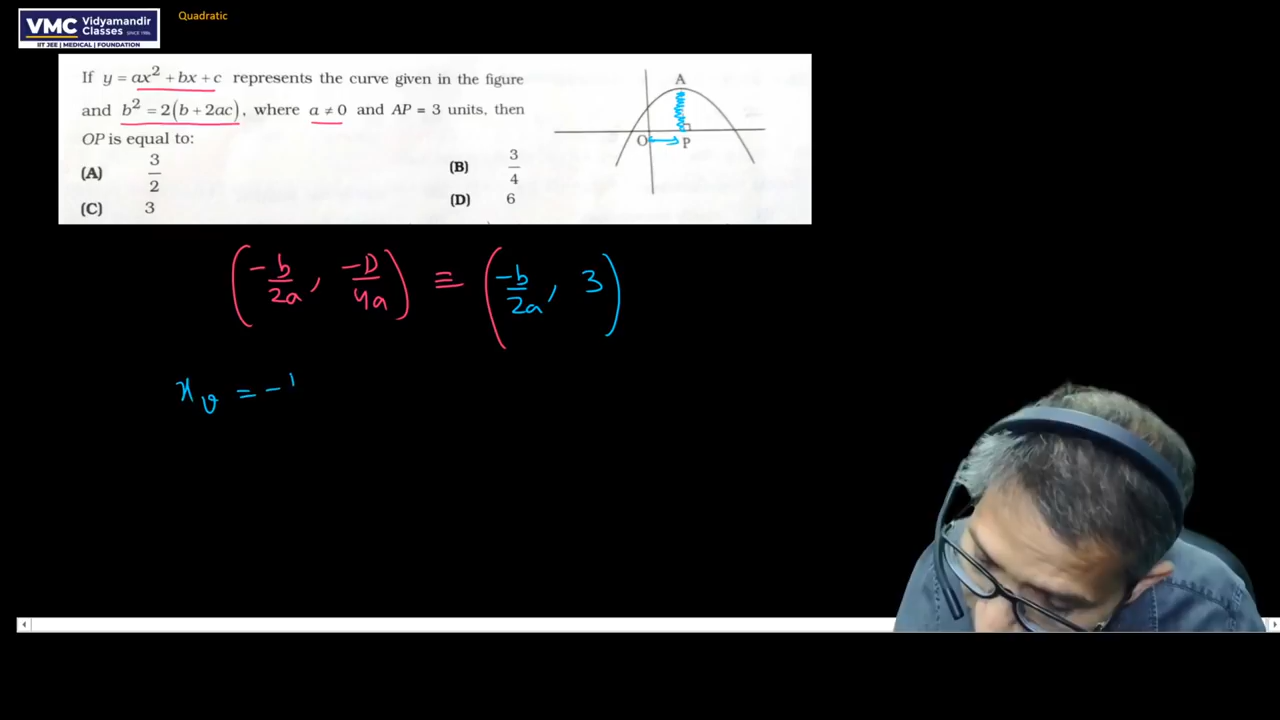 VMC Vidyamandir Classes SINCE 1986
IIT JEE | MEDICAL | FOUNDATION
Quadratic
If y = ax² + bx + c represents the curve given in the figure
and b² = 2(b + 2ac), where a ≠ 0 and AP = 3 units, then
OP is equal to:
(A) 3/2
(B) 3/4
(C) 3
(D) 6
A
O P
(-b/2a, -D/4a) ≡ (-b/2a, 3)
x_v = -